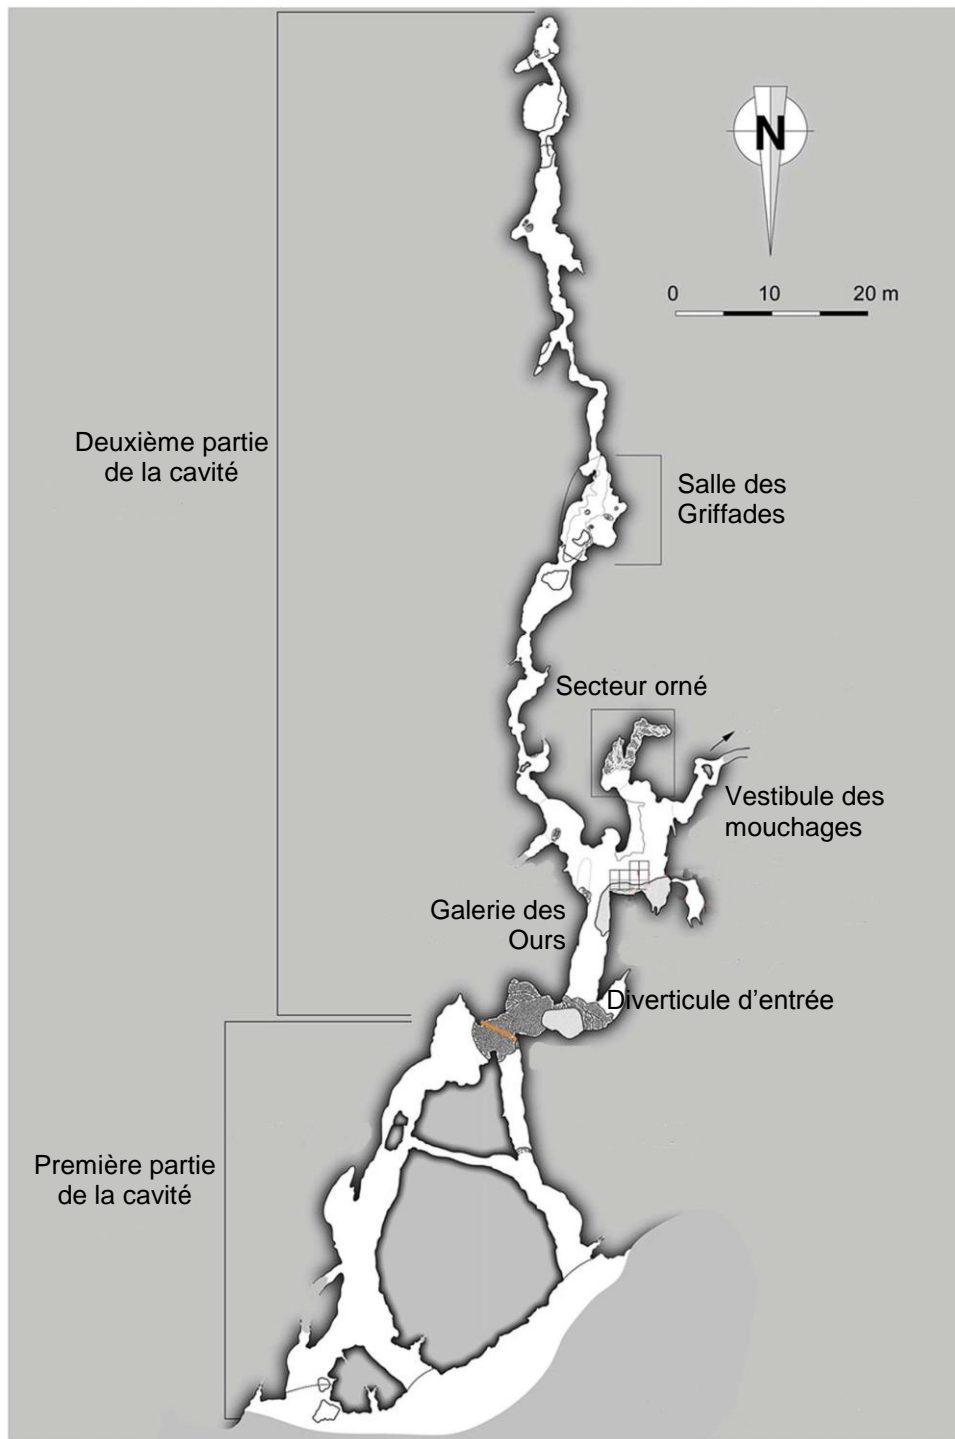 N
0 10 20 m
Deuxième partie
de la cavité
Salle des
Griffades
Secteur orné
Vestibule des
mouchages
Galerie des
Ours
Diverticule d'entrée
Première partie
de la cavité